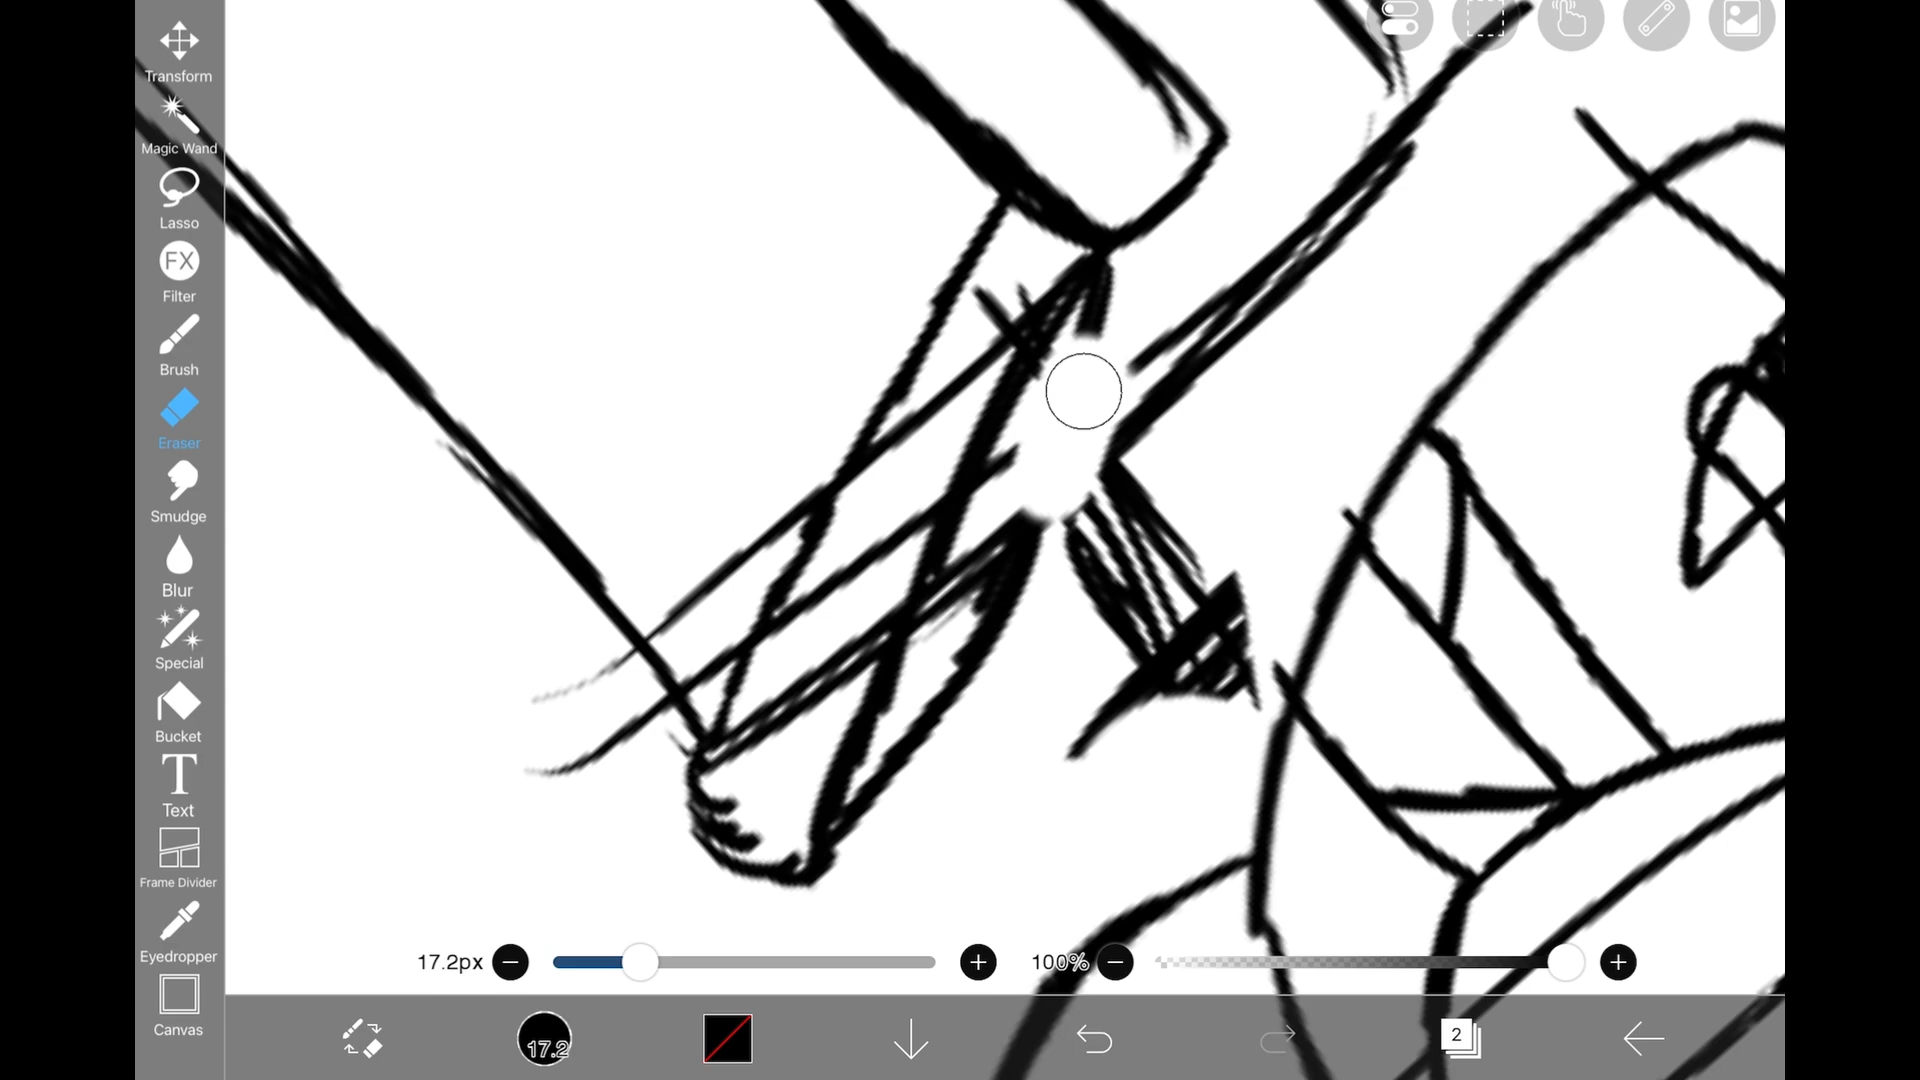 Transform
Magic Wand
Lasso
FX
Filter
Brush
Eraser
Smudge
Blur
Special
Bucket
T
Text
Frame Divider
Eyedropper
Canvas
17.2px
100%
17.2
2